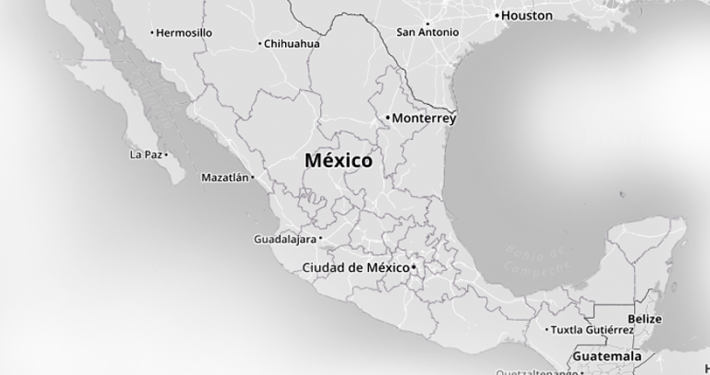 Houston
San Antonio
Hermosillo
Chihuahua
Monterrey
La Paz
México
Mazatlán
Guadalajara
Ciudad de México
Bahía de
Campeche
Belize
Tuxtla Gutiérrez
Guatemala
Quetzaltenango